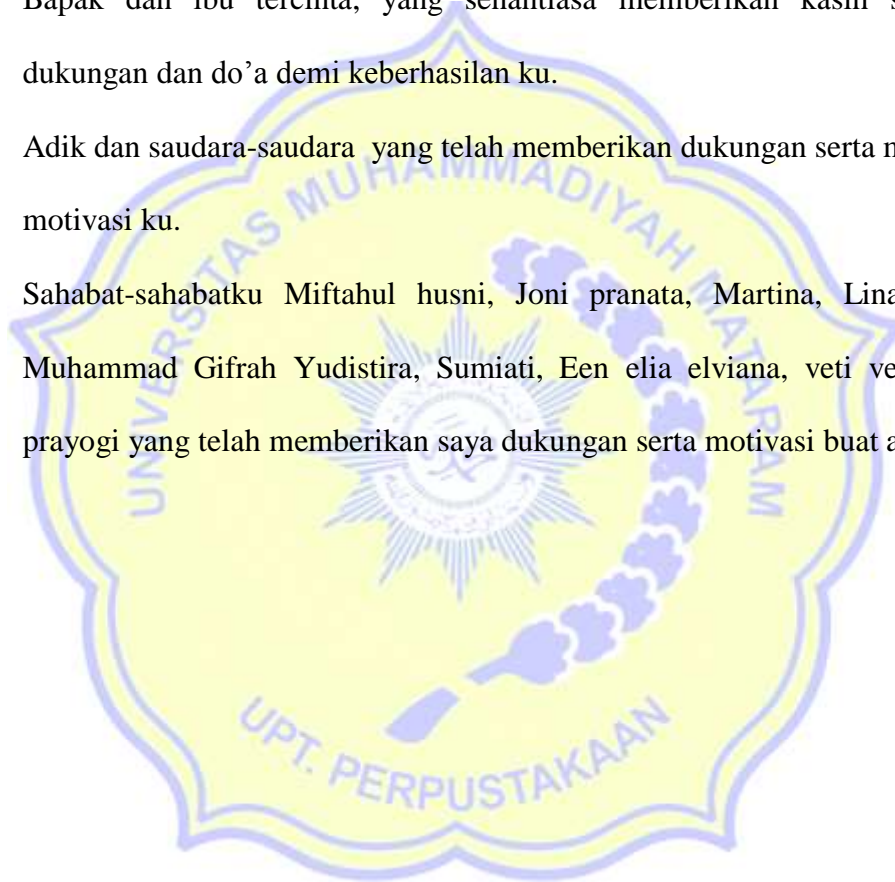 Bapak dan ibu tercinta, yang senantiasa memberikan kasih
dukungan dan do’a demi keberhasilan ku.
Adik dan saudara-saudara yang telah memberikan dukungan serta
motivasi ku.
Sahabat-sahabatku Miftahul husni, Joni pranata, Martina,
Muhammad Gifrah Yudistira, Sumiati, Een elia elviana, veti
prayogi yang telah memberikan saya dukungan serta motivasi buat
UNIVERSITAS MUHAMMADIYAH MATARAM
UPT. PERPUSTAKAAN